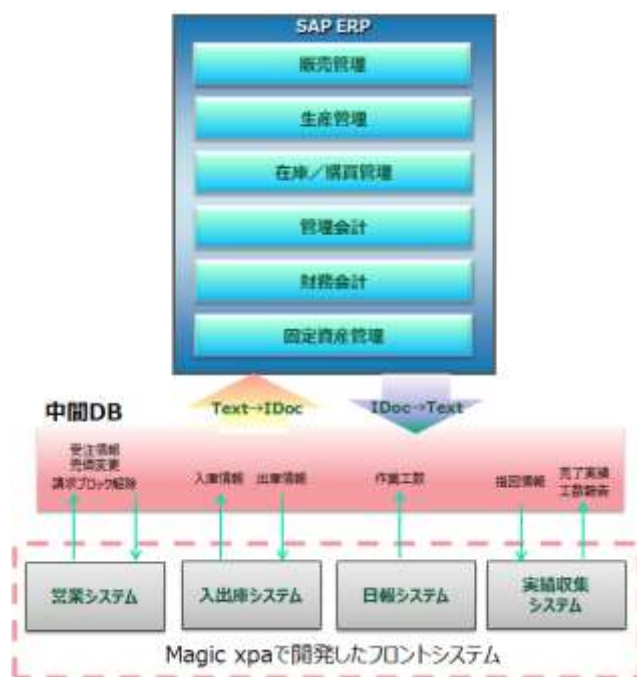 SAP ERP
販売管理
生産管理
在庫／購買管理
管理会計
財務会計
固定資産管理
中間DB
Text→IDoc
IDoc→Text
受注情報
売価変更
請求ブロック解除
入庫情報
出庫情報
作業工数
指図情報
完了実績
工数報告
営業システム
入出庫システム
日報システム
実績収集
システム
Magic xpaで開発したフロントシステム